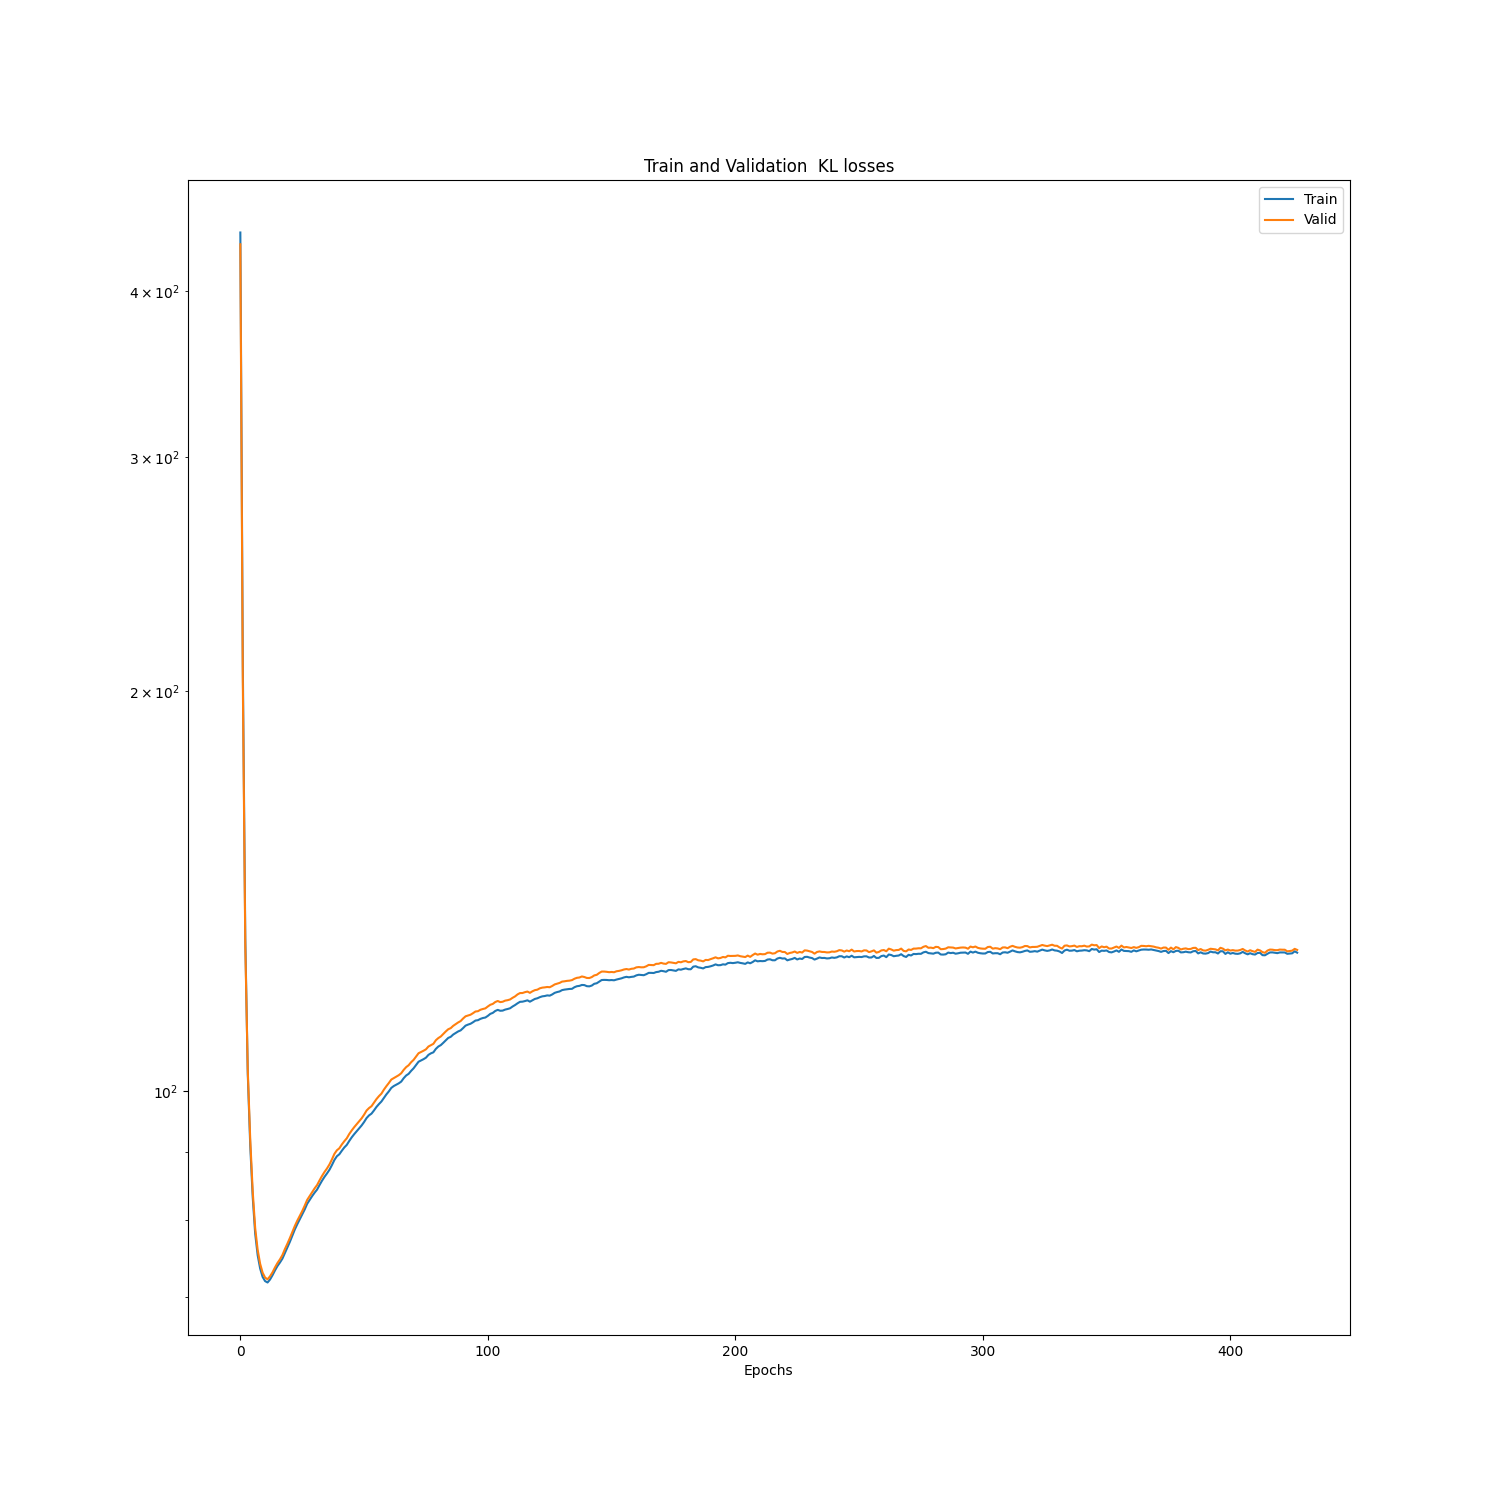 Train and Validation  KL losses
Train
Valid
4 × 10²
3 × 10²
2 × 10²
10²
0 100 200 300 400
Epochs